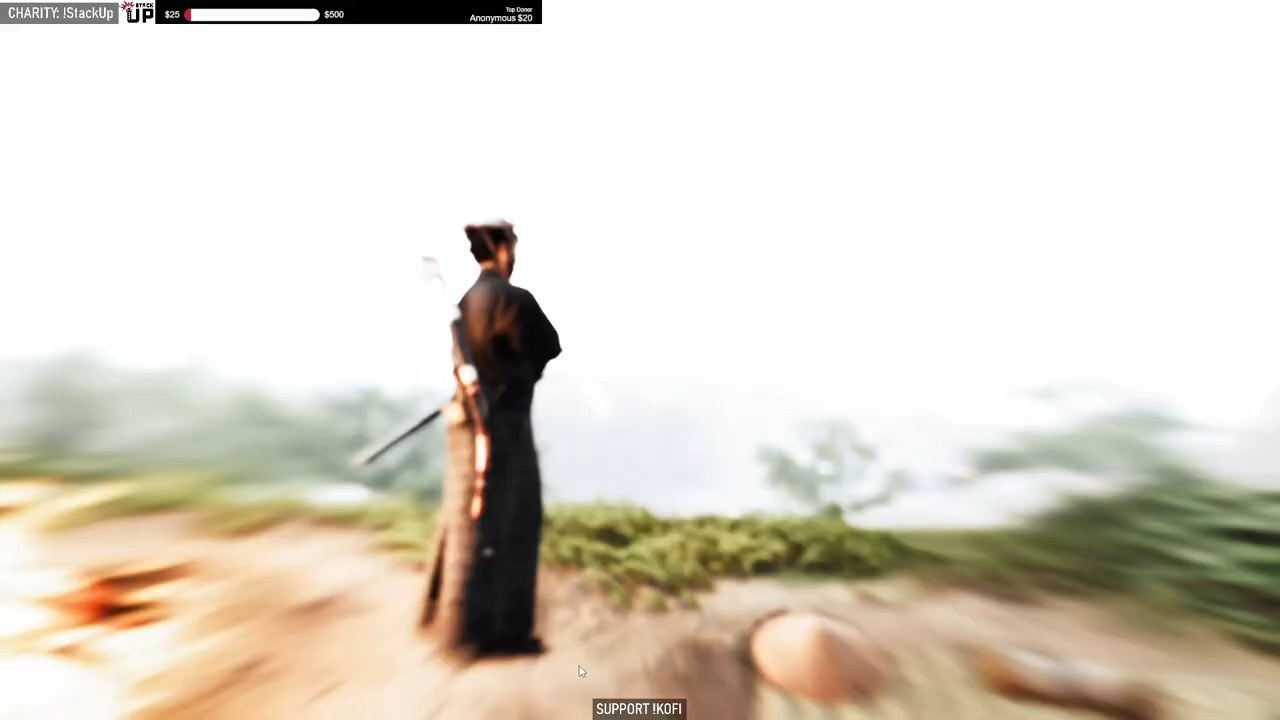 CHARITY: !StackUp
STACK
UP
$25
$500
Top Donor
Anonymous $20
SUPPORT !KOFI